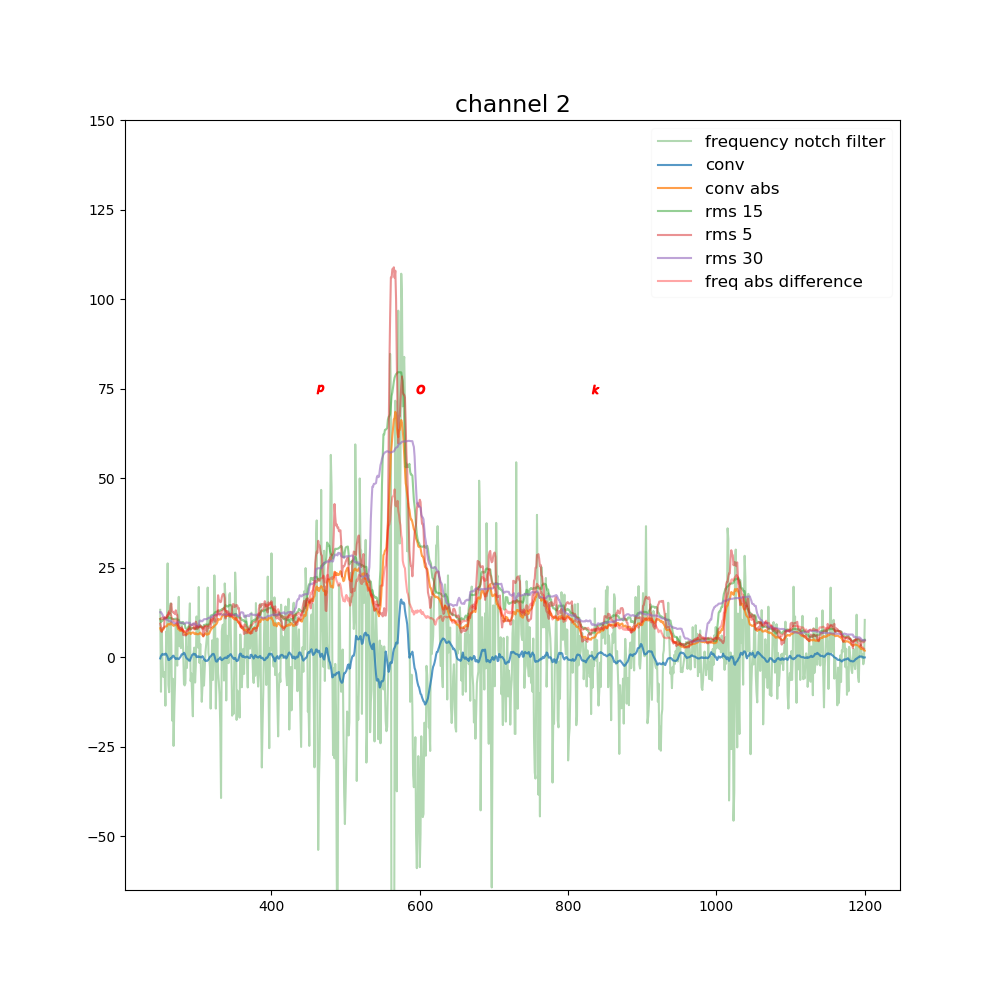 channel 2
150
125
100
75
50
25
0
−25
−50
frequency notch filter
conv
conv abs
rms 15
rms 5
rms 30
freq abs difference
p o k
400 600 800 1000 1200